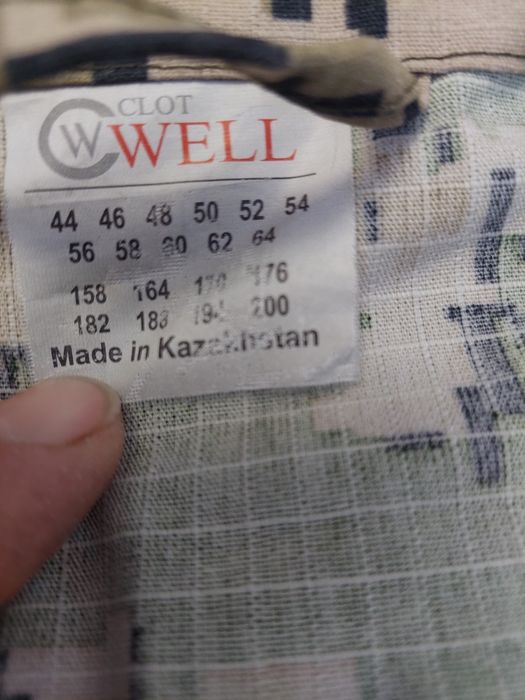 CLOT
W WELL
44 46 48 50 52 54
56 58 60 62 64
158 164 170 176
182 188 194 200
Made in Kazakhstan